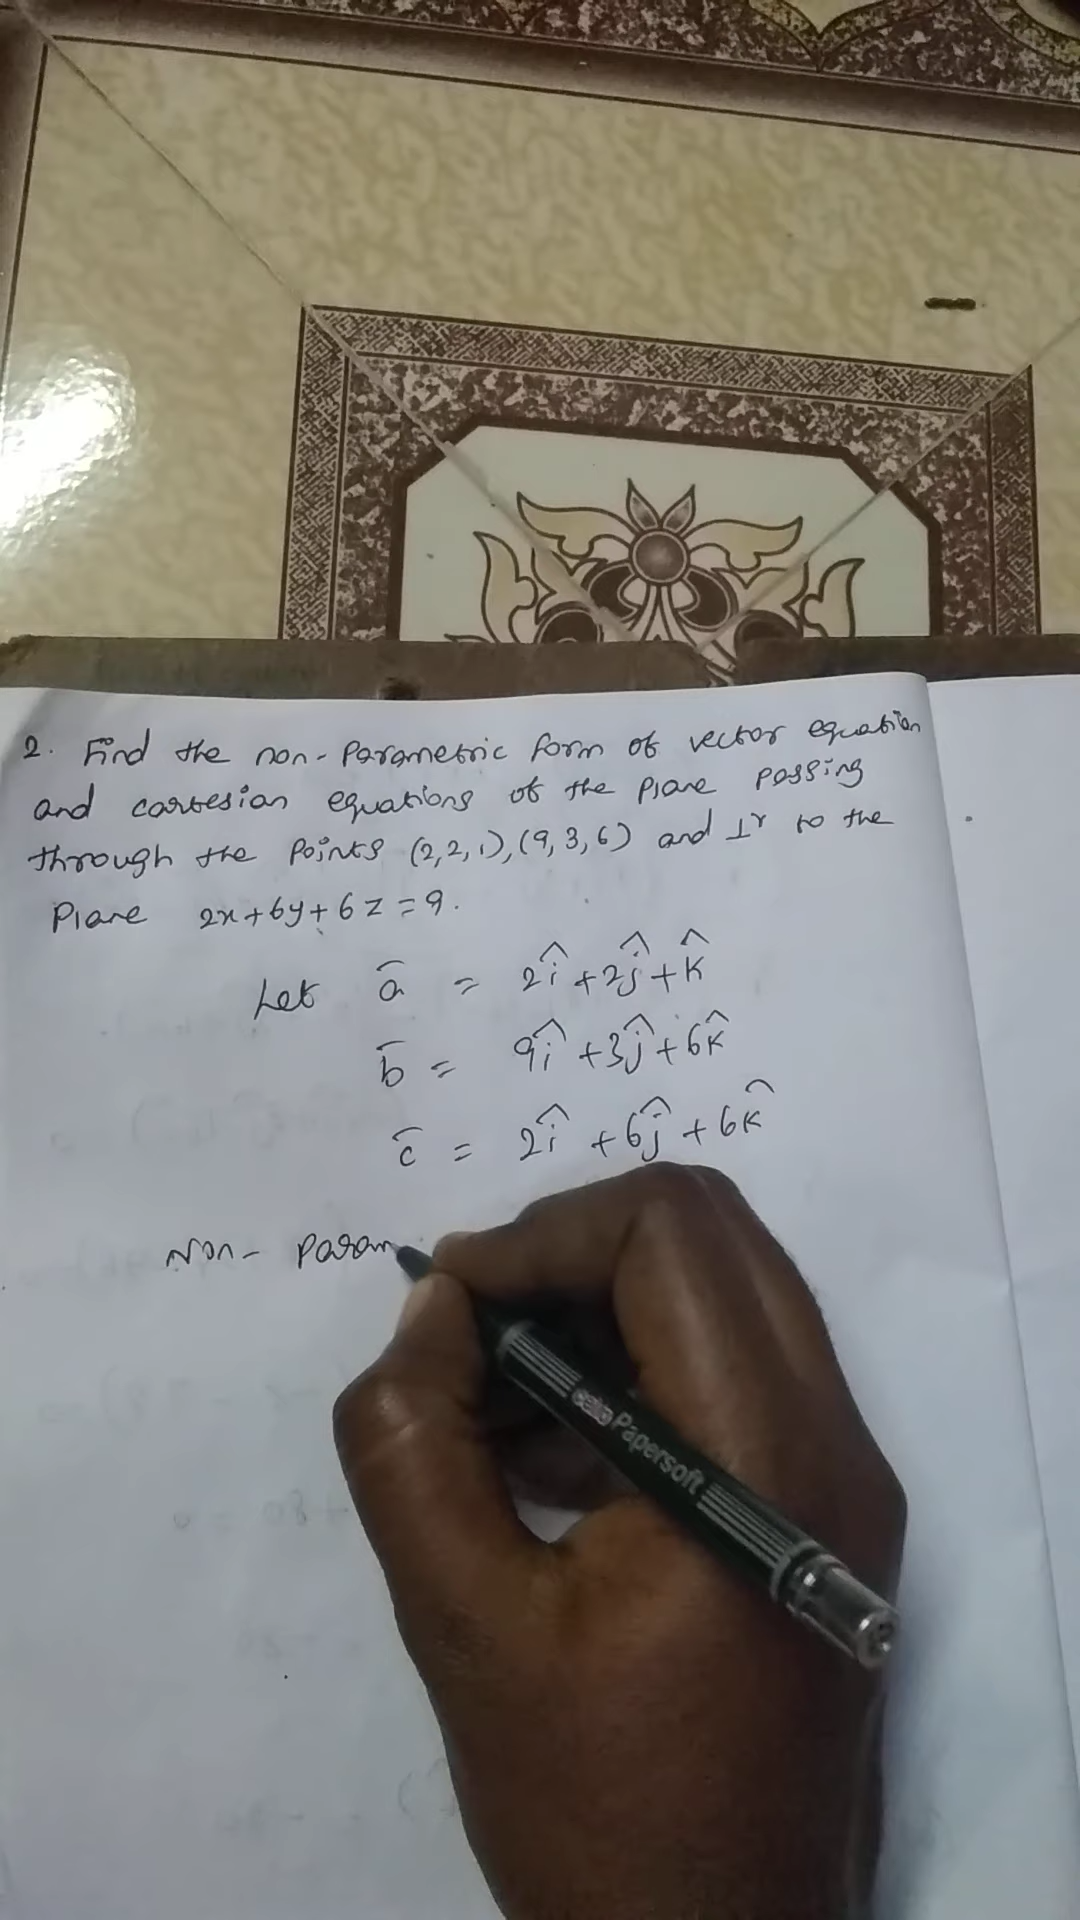 2. Find the non-Parametric form of vector equation
and cartesian equations of the Plane passing
through the Points (2,2,1),(9,3,6) and ⊥r to the
Plane 2x+6y+6z=9.
Let a̅ = 2î+2ĵ+k̂
b̅ = 9î+3ĵ+6k̂
c̅ = 2î+6ĵ+6k̂
Non- Param
cello Papersoft